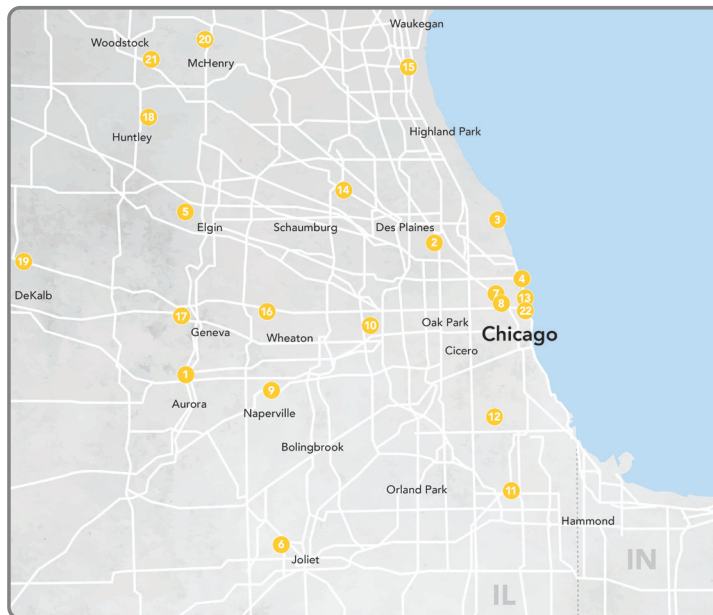 Waukegan
20
Woodstock
21
McHenry
15
18
Huntley
Highland Park
14
5
3
Elgin
Schaumburg
Des Plaines
2
19
4
DeKalb
7
13
8
17
16
22
10
Oak Park
Geneva
Wheaton
Chicago
Cicero
1
9
Aurora
Naperville
12
Bolingbrook
Orland Park
11
Hammond
6
Joliet
IN
IL